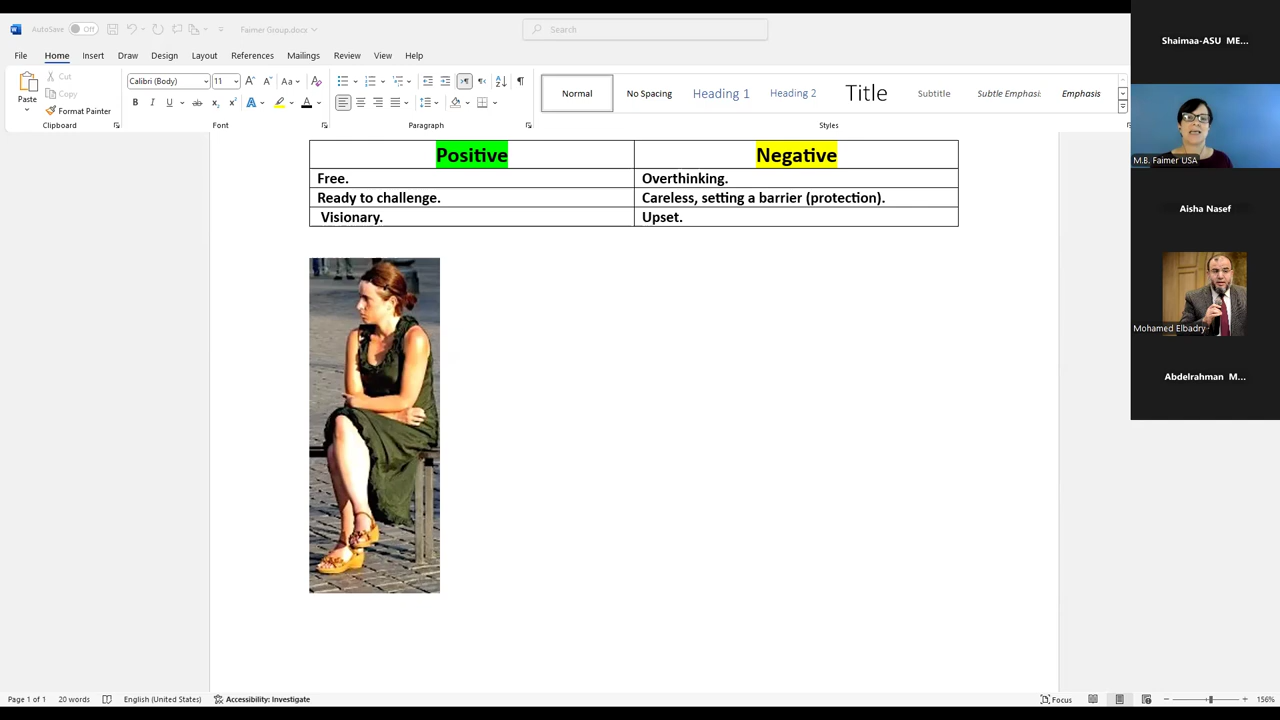 AutoSave Off Faimer Group.docx Search
File Home Insert Draw Design Layout References Mailings Review View Help
Paste
Cut
Copy
Format Painter
Calibri (Body) 11
Normal No Spacing Heading 1 Heading 2 Title Subtitle Subtle Emphasis Emphasis
Clipboard Font Paragraph Styles
Positive Negative
Free. Overthinking.
Ready to challenge. Careless, setting a barrier (protection).
Visionary. Upset.
Shaimaa-ASU ME...
M.B. Faimer USA
Aisha Nasef
Mohamed Elbadry
Abdelrahman M...
Page 1 of 1 20 words English (United States) Accessibility: Investigate Focus 156%